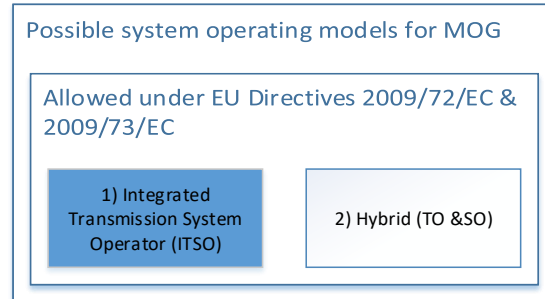 Possible system operating models for MOG
Allowed under EU Directives 2009/72/EC &
2009/73/EC
1) Integrated
Transmission System
Operator (ITSO)
2) Hybrid (TO &SO)